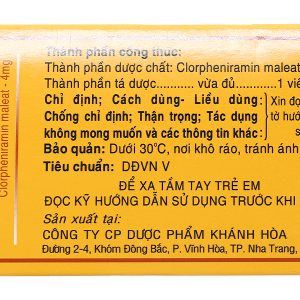 Clorpheniramin maleat - 4mg
Thành phần công thức:
Thành phần dược chất: Clorpheniramin maleat
Thành phần tá dược........... vừa đủ............1 viê
Chỉ định; Cách dùng- Liều dùng;
Chống chỉ định; Thận trọng; Tác dụng
không mong muốn và các thông tin khác:
Xin đọ
tờ hướ
Bảo quản: Dưới 30°C, nơi khô ráo, tránh ánh
Tiêu chuẩn: DĐVN V
ĐỂ XA TẦM TAY TRẺ EM
ĐỌC KỸ HƯỚNG DẪN SỬ DỤNG TRƯỚC KHI
Sản xuất tại:
CÔNG TY CP DƯỢC PHẨM KHÁNH HÒA
Đường 2-4, Khóm Đông Bắc, P. Vĩnh Hòa, TP. Nha Trang,